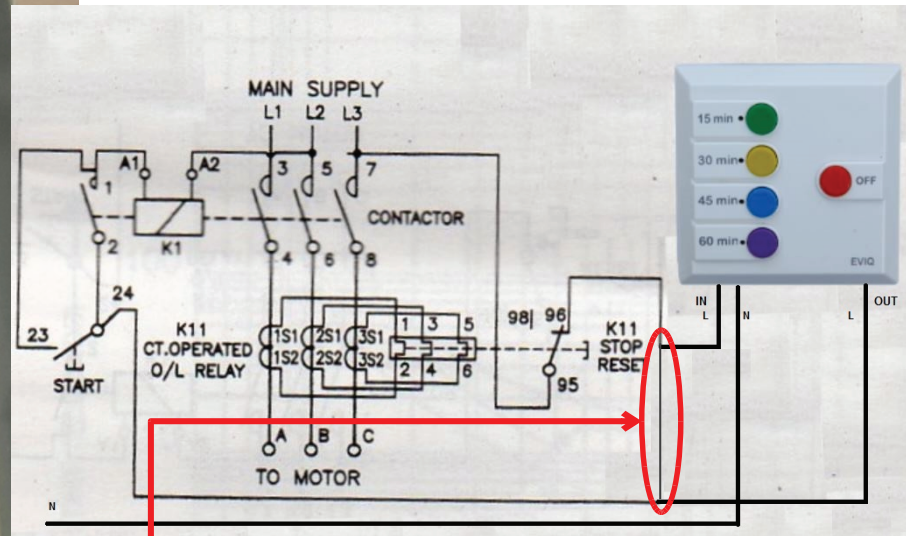 MAIN SUPPLY
L1 L2 L3
A1 A2 3 5 7
1
K1
CONTACTOR
2
4 6 8
24
23
START
K11
CT.OPERATED
O/L RELAY
1S1 2S1 3S1
1S2 2S2 3S2
1 3 5
2 4 6
98 96
95
K11
STOP
RESET
A B C
TO MOTOR
N
15 min
30 min
45 min
60 min
OFF
EVIQ
IN
L
N
OUT
L